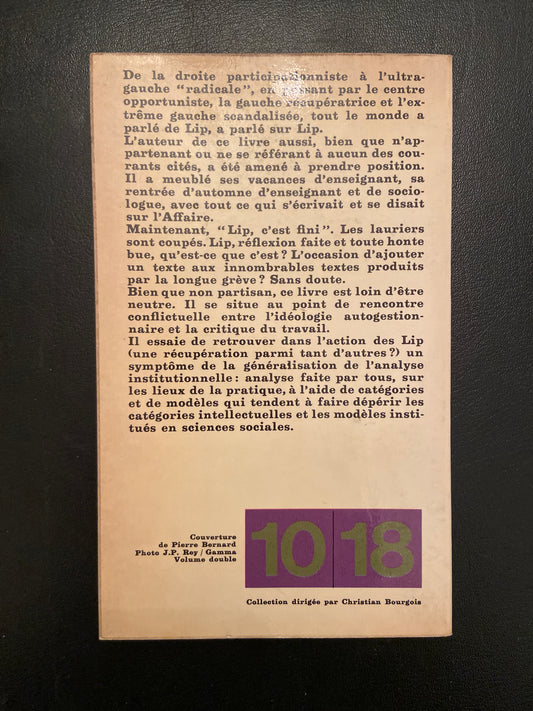 De la droite participationniste à l'ultra-
gauche "radicale", en passant par le centre
opportuniste, la gauche récupératrice et l'ex-
trême gauche scandalisée, tout le monde a
parlé de Lip, a parlé sur Lip.
L'auteur de ce livre aussi, bien que n'ap-
partenant ou ne se référant à aucun des cou-
rants cités, a été amené à prendre position.
Il a meublé ses vacances d'enseignant, sa
rentrée d'automne d'enseignant et de socio-
logue, avec tout ce qui s'écrivait et se disait
sur l'Affaire.
Maintenant, "Lip, c'est fini". Les lauriers
sont coupés. Lip, réflexion faite et toute honte
bue, qu'est-ce que c'est? L'occasion d'ajouter
un texte aux innombrables textes produits
par la longue grève? Sans doute.
Bien que non partisan, ce livre est loin d'être
neutre. Il se situe au point de rencontre
conflictuelle entre l'idéologie autogestion-
naire et la critique du travail.
Il essaie de retrouver dans l'action des Lip
(une récupération parmi tant d'autres?) un
symptôme de la généralisation de l'analyse
institutionnelle: analyse faite par tous, sur
les lieux de la pratique, à l'aide de catégories
et de modèles qui tendent à faire dépérir les
catégories intellectuelles et les modèles insti-
tués en sciences sociales.
Couverture
de Pierre Bernard
Photo J.P. Rey / Gamma
Volume double
10 18
Collection dirigée par Christian Bourgois